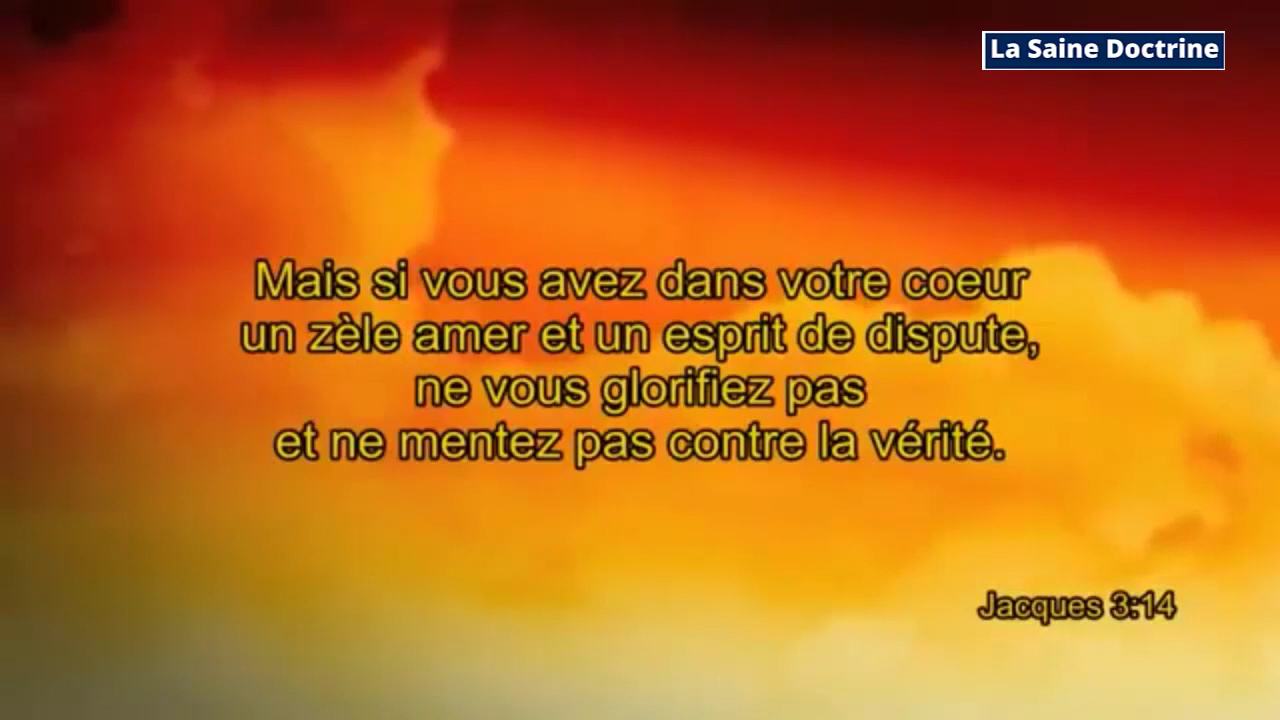 La Saine Doctrine
Mais si vous avez dans votre coeur
un zèle amer et un esprit de dispute,
ne vous glorifiez pas
et ne mentez pas contre la vérité.
Jacques 3:14